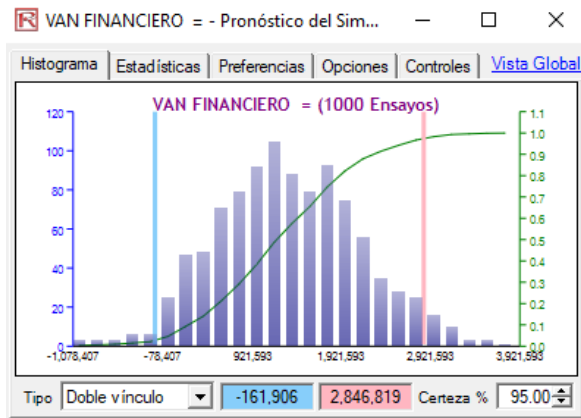 VAN FINANCIERO = - Pronóstico del Sim...
Histograma Estadísticas Preferencias Opciones Controles Vista Global
VAN FINANCIERO = (1000 Ensayos)
120 1.1
1.0
100 0.9
80 0.8
0.7
60 0.6
0.5
40 0.4
0.3
20 0.2
0.1
0 0.0
-1,078,407 -78,407 921,593 1,921,593 2,921,593 3,921,593
Tipo Doble vínculo -161,906 2,846,819 Certeza % 95.00